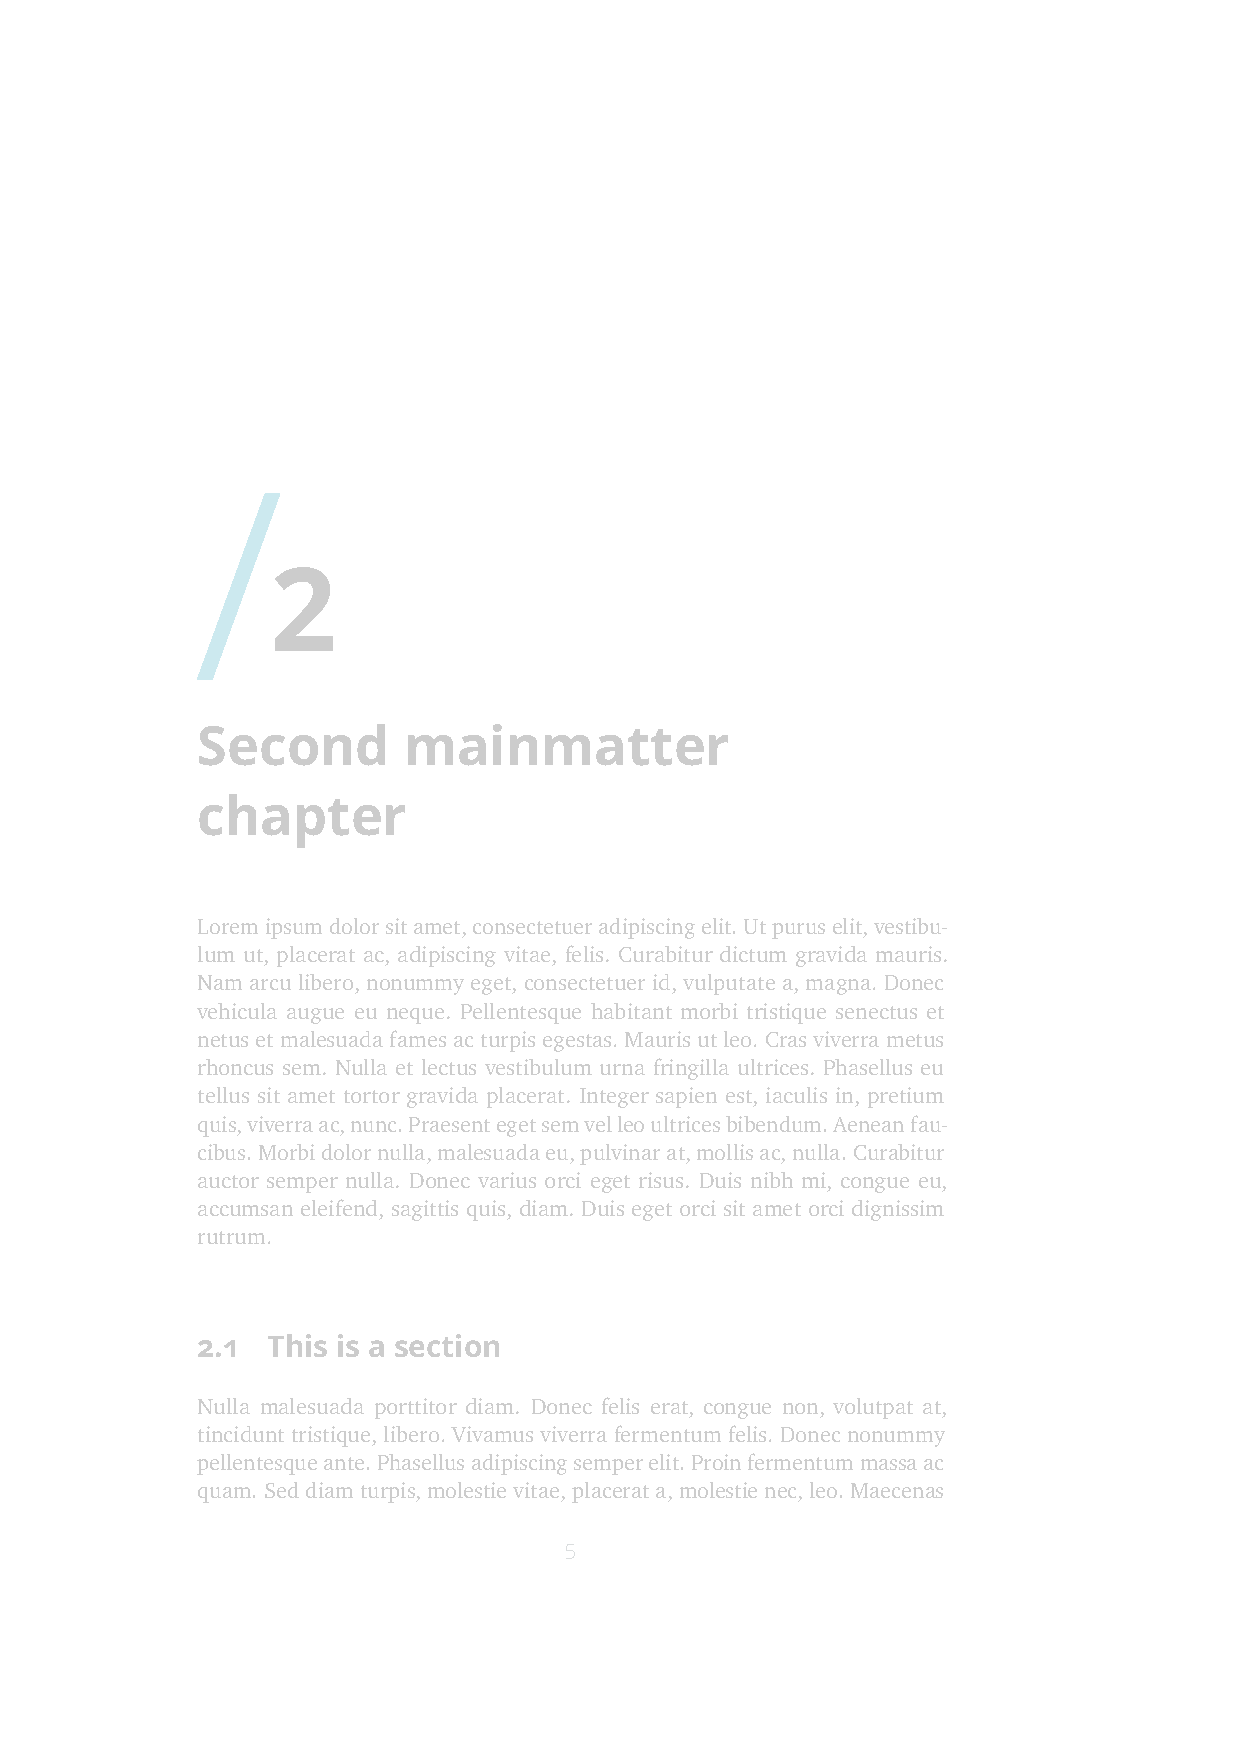 2
Second mainmatter
chapter
Lorem ipsum dolor sit amet, consectetuer adipiscing elit. Ut purus elit, vestibu-
lum ut, placerat ac, adipiscing vitae, felis. Curabitur dictum gravida mauris.
Nam arcu libero, nonummy eget, consectetuer id, vulputate a, magna. Donec
vehicula augue eu neque. Pellentesque habitant morbi tristique senectus et
netus et malesuada fames ac turpis egestas. Mauris ut leo. Cras viverra metus
rhoncus sem. Nulla et lectus vestibulum urna fringilla ultrices. Phasellus eu
tellus sit amet tortor gravida placerat. Integer sapien est, iaculis in, pretium
quis, viverra ac, nunc. Praesent eget sem vel leo ultrices bibendum. Aenean fau-
cibus. Morbi dolor nulla, malesuada eu, pulvinar at, mollis ac, nulla. Curabitur
auctor semper nulla. Donec varius orci eget risus. Duis nibh mi, congue eu,
accumsan eleifend, sagittis quis, diam. Duis eget orci sit amet orci dignissim
rutrum.
2.1 This is a section
Nulla malesuada porttitor diam. Donec felis erat, congue non, volutpat at,
tincidunt tristique, libero. Vivamus viverra fermentum felis. Donec nonummy
pellentesque ante. Phasellus adipiscing semper elit. Proin fermentum massa ac
quam. Sed diam turpis, molestie vitae, placerat a, molestie nec, leo. Maecenas
5